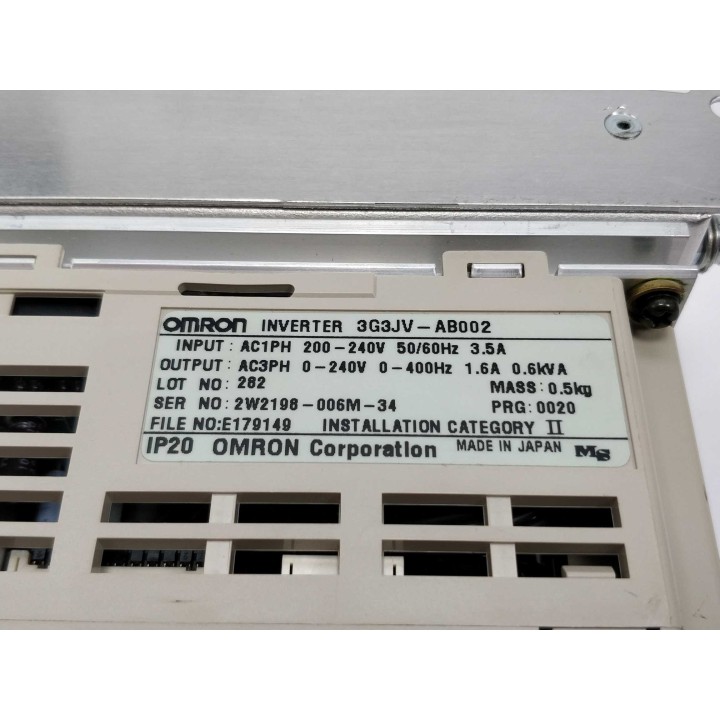 OMRON INVERTER 3G3JV-AB002
INPUT: AC1PH 200-240V 50/60Hz 3.5A
OUTPUT: AC3PH 0-240V 0-400Hz 1.6A 0.6kVA
LOT NO: 282 MASS: 0.5kg
SER NO: 2W2198-006M-34 PRG: 0020
FILE NO:E179149 INSTALLATION CATEGORY II
IP20 OMRON Corporation MADE IN JAPAN MS